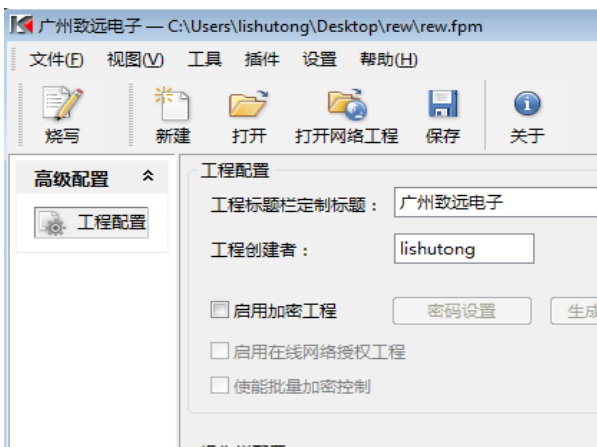 广州致远电子 — C:\Users\lishutong\Desktop\rew\rew.fpm
文件(F) 视图(V) 工具 插件 设置 帮助(H)
烧写 新建 打开 打开网络工程 保存 关于
高级配置
工程配置
工程配置
工程标题栏定制标题： 广州致远电子
工程创建者： lishutong
启用加密工程 密码设置 生成
启用在线网络授权工程
使能批量加密控制